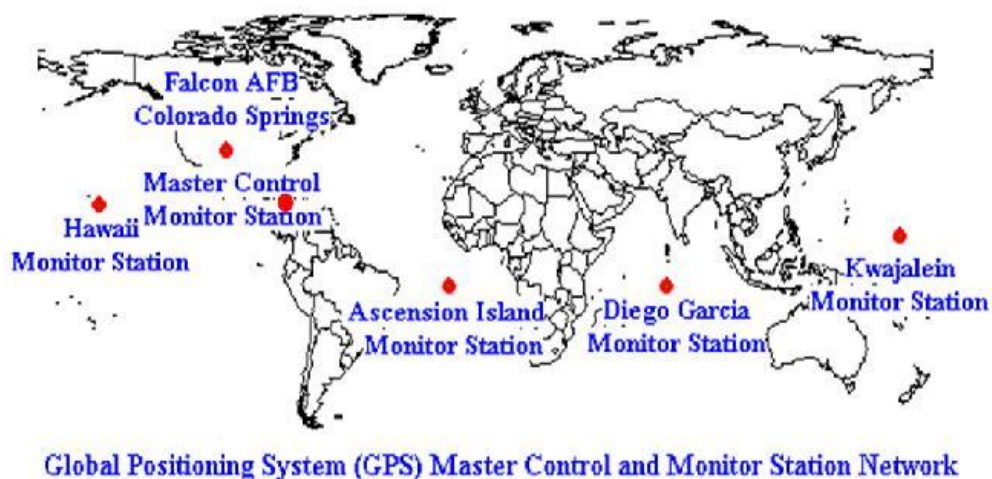 Falcon AFB
Colorado Springs
Master Control
Monitor Station
Hawaii
Monitor Station
Ascension Island
Monitor Station
Diego Garcia
Monitor Station
Kwajalein
Monitor Station
Global Positioning System (GPS) Master Control and Monitor Station Network